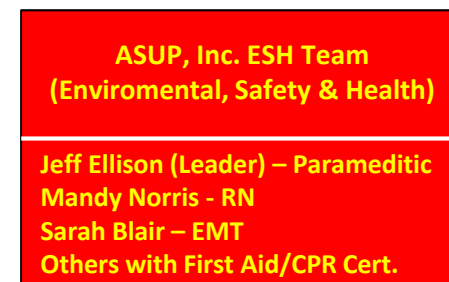 ASUP, Inc. ESH Team
(Enviromental, Safety & Health)
Jeff Ellison (Leader) – Parameditic
Mandy Norris - RN
Sarah Blair – EMT
Others with First Aid/CPR Cert.